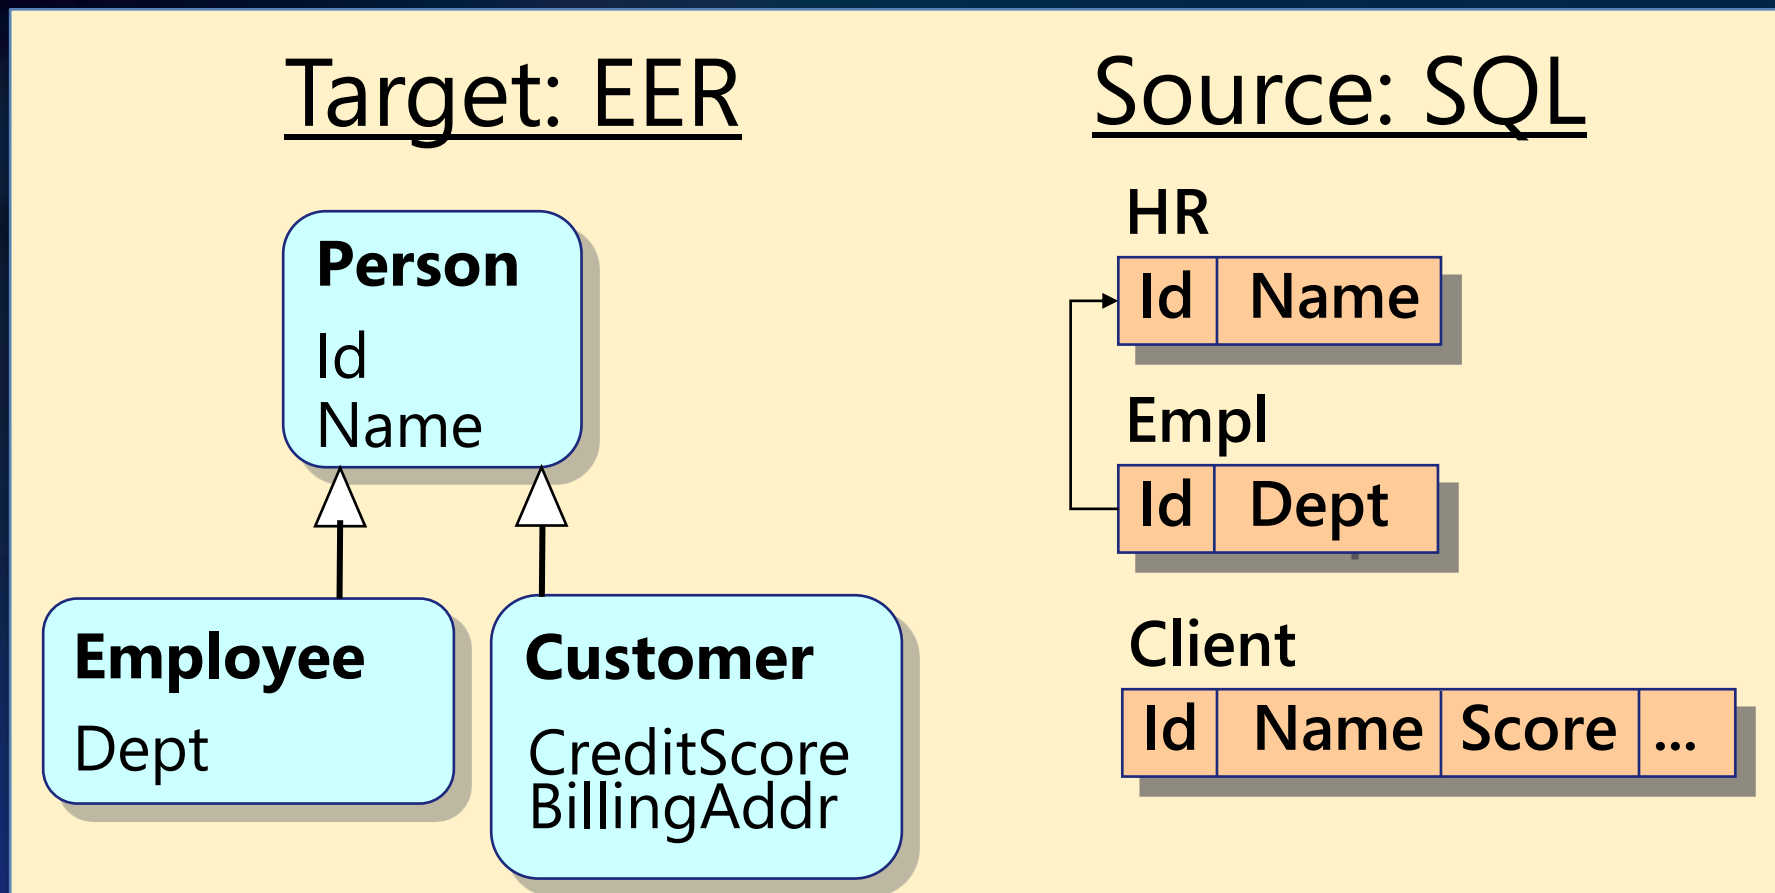 Target: EER
Person
Id
Name
Employee
Dept
Customer
CreditScore
BillingAddr
Source: SQL
HR
Id Name
Empl
Id Dept
Client
Id Name Score ...